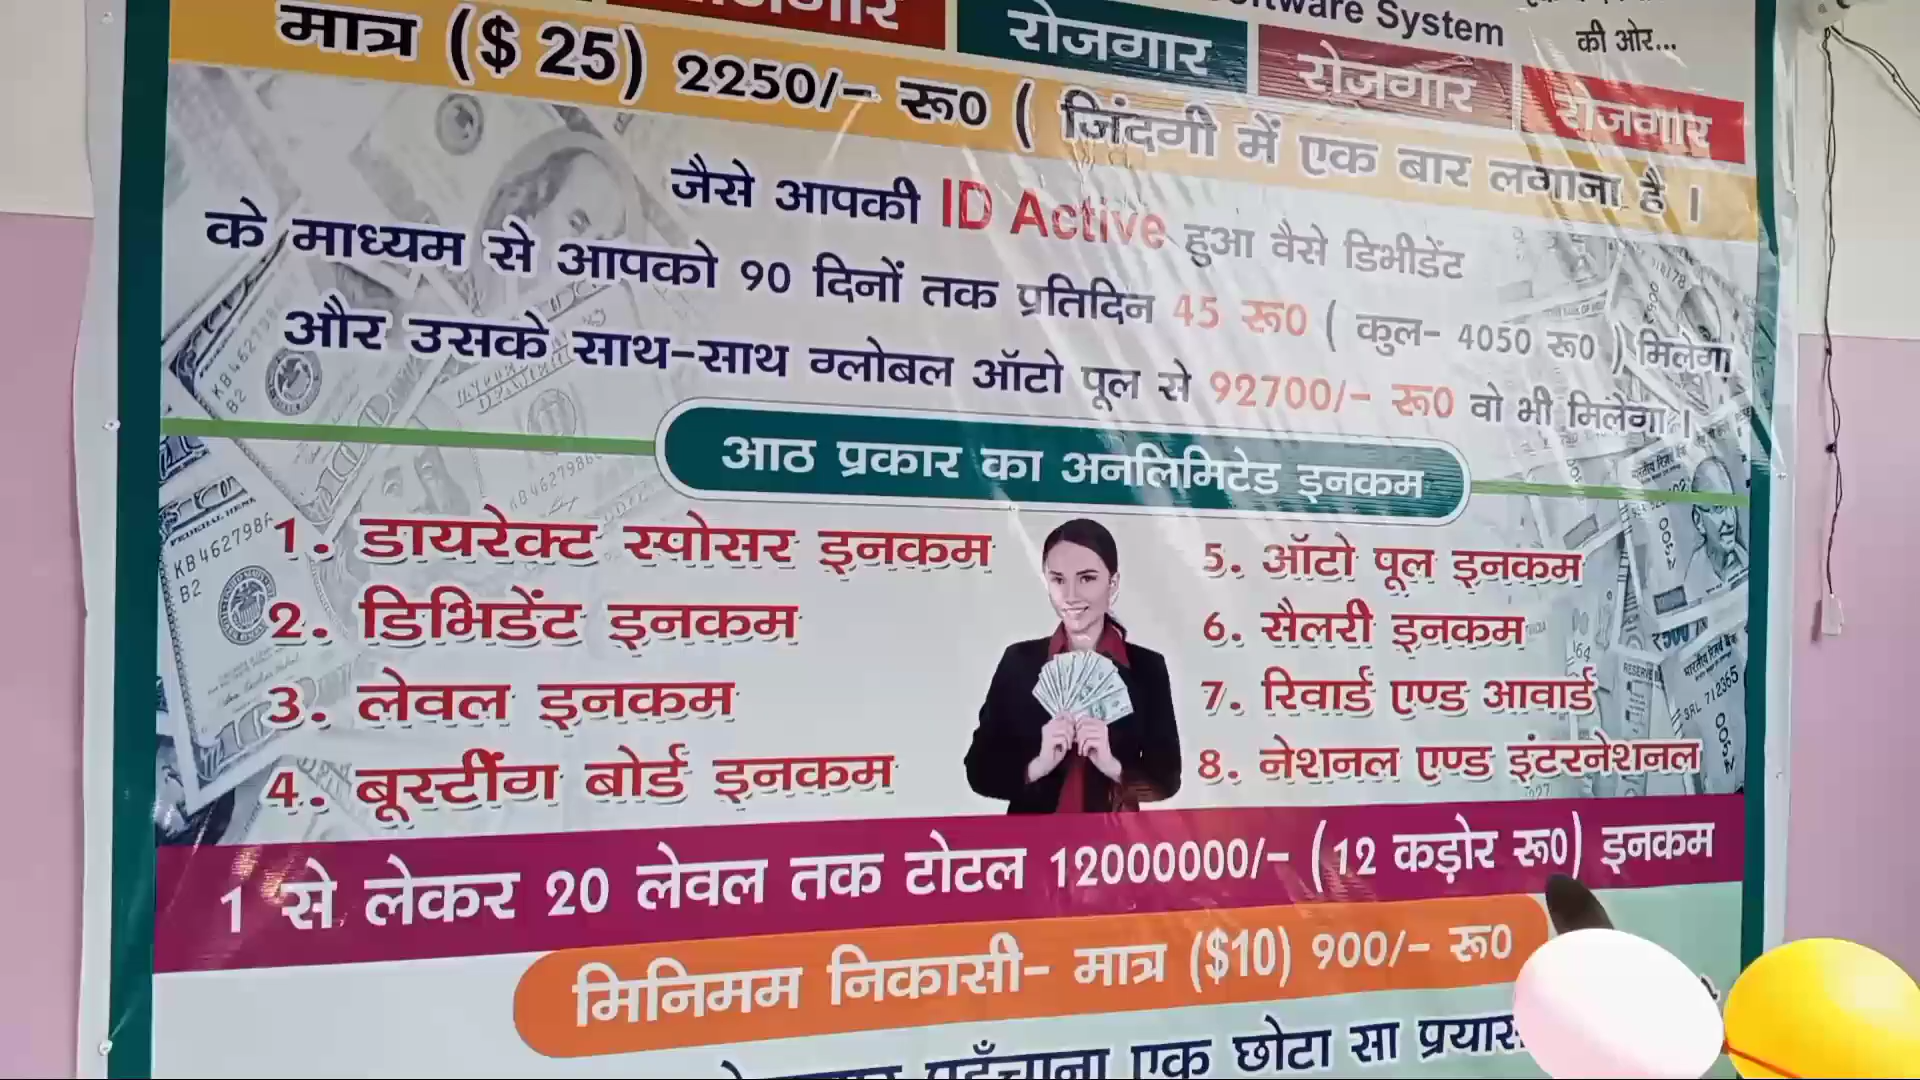 System
की ओर...
रोजगार रोजगार रोजगार
मात्र ($ 25) 2250/- रू0 ( जिंदगी में एक बार लगाना है ।
जैसे आपकी ID Active हुआ वैसे डिभीडेंट
के माध्यम से आपको 90 दिनों तक प्रतिदिन 45 रू0 ( कुल- 4050 रू0 ) मिलेगा
और उसके साथ-साथ ग्लोबल ऑटो पूल से 92700/- रू0 वो भी मिलेगा ।
आठ प्रकार का अनलिमिटेड इनकम
1. डायरेक्ट स्पोसर इनकम
2. डिभिडेंट इनकम
3. लेवल इनकम
4. बूस्टींग बोर्ड इनकम
5. ऑटो पूल इनकम
6. सैलरी इनकम
7. रिवार्ड एण्ड आवार्ड
8. नेशनल एण्ड इंटरनेशनल
1 से लेकर 20 लेवल तक टोटल 12000000/- (12 कड़ोर रू0) इनकम
मिनिमम निकासी- मात्र ($10) 900/- रू0
पहुँचाना एक छोटा सा प्रयास